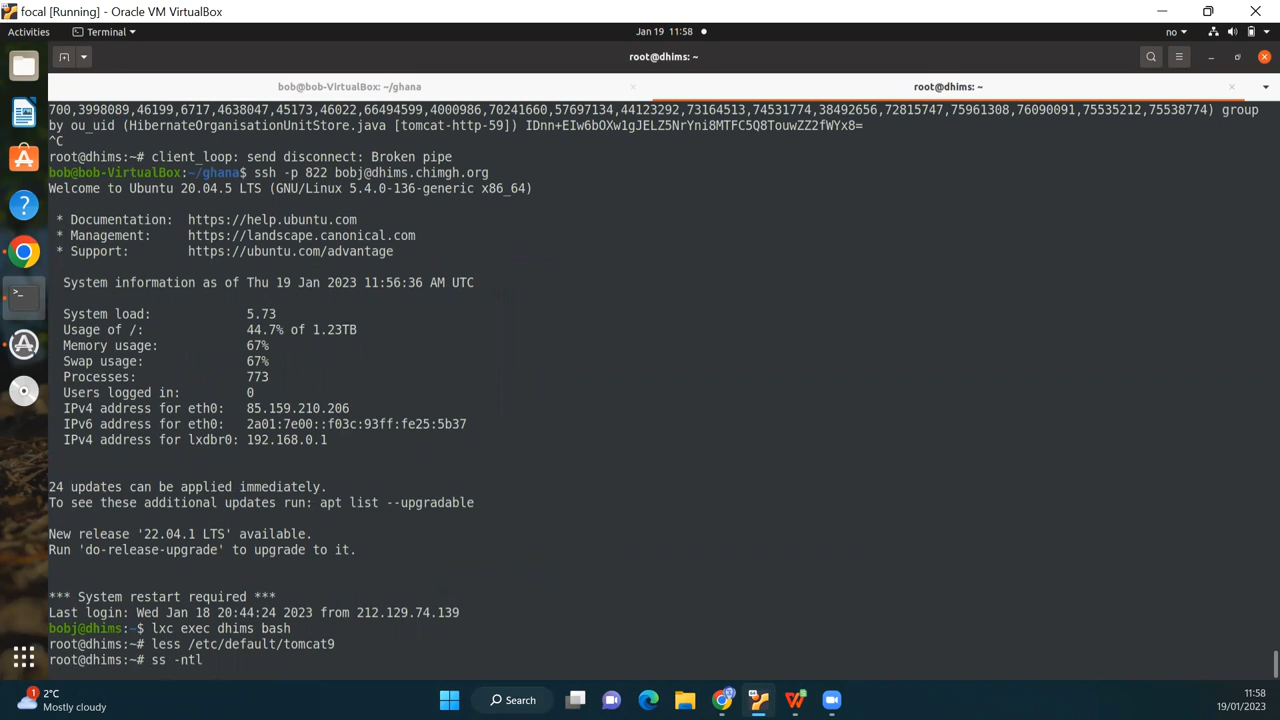 focal [Running] - Oracle VM VirtualBox
Activities
Terminal
Jan 19 11:58
no
root@dhims: ~
bob@bob-VirtualBox: ~/ghana
root@dhims: ~
700,3998089,46199,6717,4638047,45173,46022,66494599,4000986,70241660,57697134,44123292,73164513,74531774,38492656,72815747,75961308,76090091,75535212,75538774) group
by ou_uid (HibernateOrganisationUnitStore.java [tomcat-http-59]) IDnn+EIw6bOXw1gJELZ5NrYni8MTFC5Q8TouwZZ2fWYx8=
^C
root@dhims:~# client_loop: send disconnect: Broken pipe
bob@bob-VirtualBox:~/ghana$ ssh -p 822 bobj@dhims.chimgh.org
Welcome to Ubuntu 20.04.5 LTS (GNU/Linux 5.4.0-136-generic x86_64)
* Documentation: https://help.ubuntu.com
* Management: https://landscape.canonical.com
* Support: https://ubuntu.com/advantage
System information as of Thu 19 Jan 2023 11:56:36 AM UTC
System load: 5.73
Usage of /: 44.7% of 1.23TB
Memory usage: 67%
Swap usage: 67%
Processes: 773
Users logged in: 0
IPv4 address for eth0: 85.159.210.206
IPv6 address for eth0: 2a01:7e00::f03c:93ff:fe25:5b37
IPv4 address for lxdbr0: 192.168.0.1
24 updates can be applied immediately.
To see these additional updates run: apt list --upgradable
New release '22.04.1 LTS' available.
Run 'do-release-upgrade' to upgrade to it.
*** System restart required ***
Last login: Wed Jan 18 20:44:24 2023 from 212.129.74.139
bobj@dhims:~$ lxc exec dhims bash
root@dhims:~# less /etc/default/tomcat9
root@dhims:~# ss -ntl
1
2°C
Mostly cloudy
Search
11:58
19/01/2023